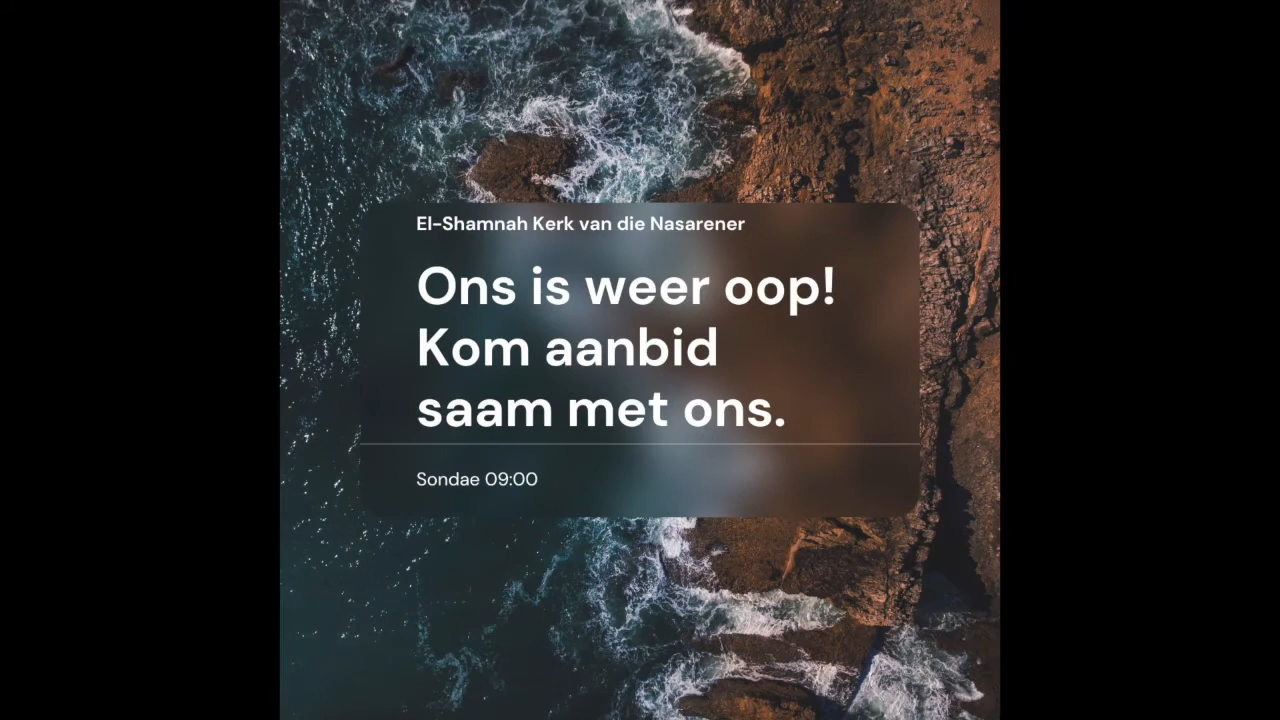 El-Shamnah Kerk van die Nasarener
Ons is weer oop!
Kom aanbid
saam met ons.
Sondae 09:00